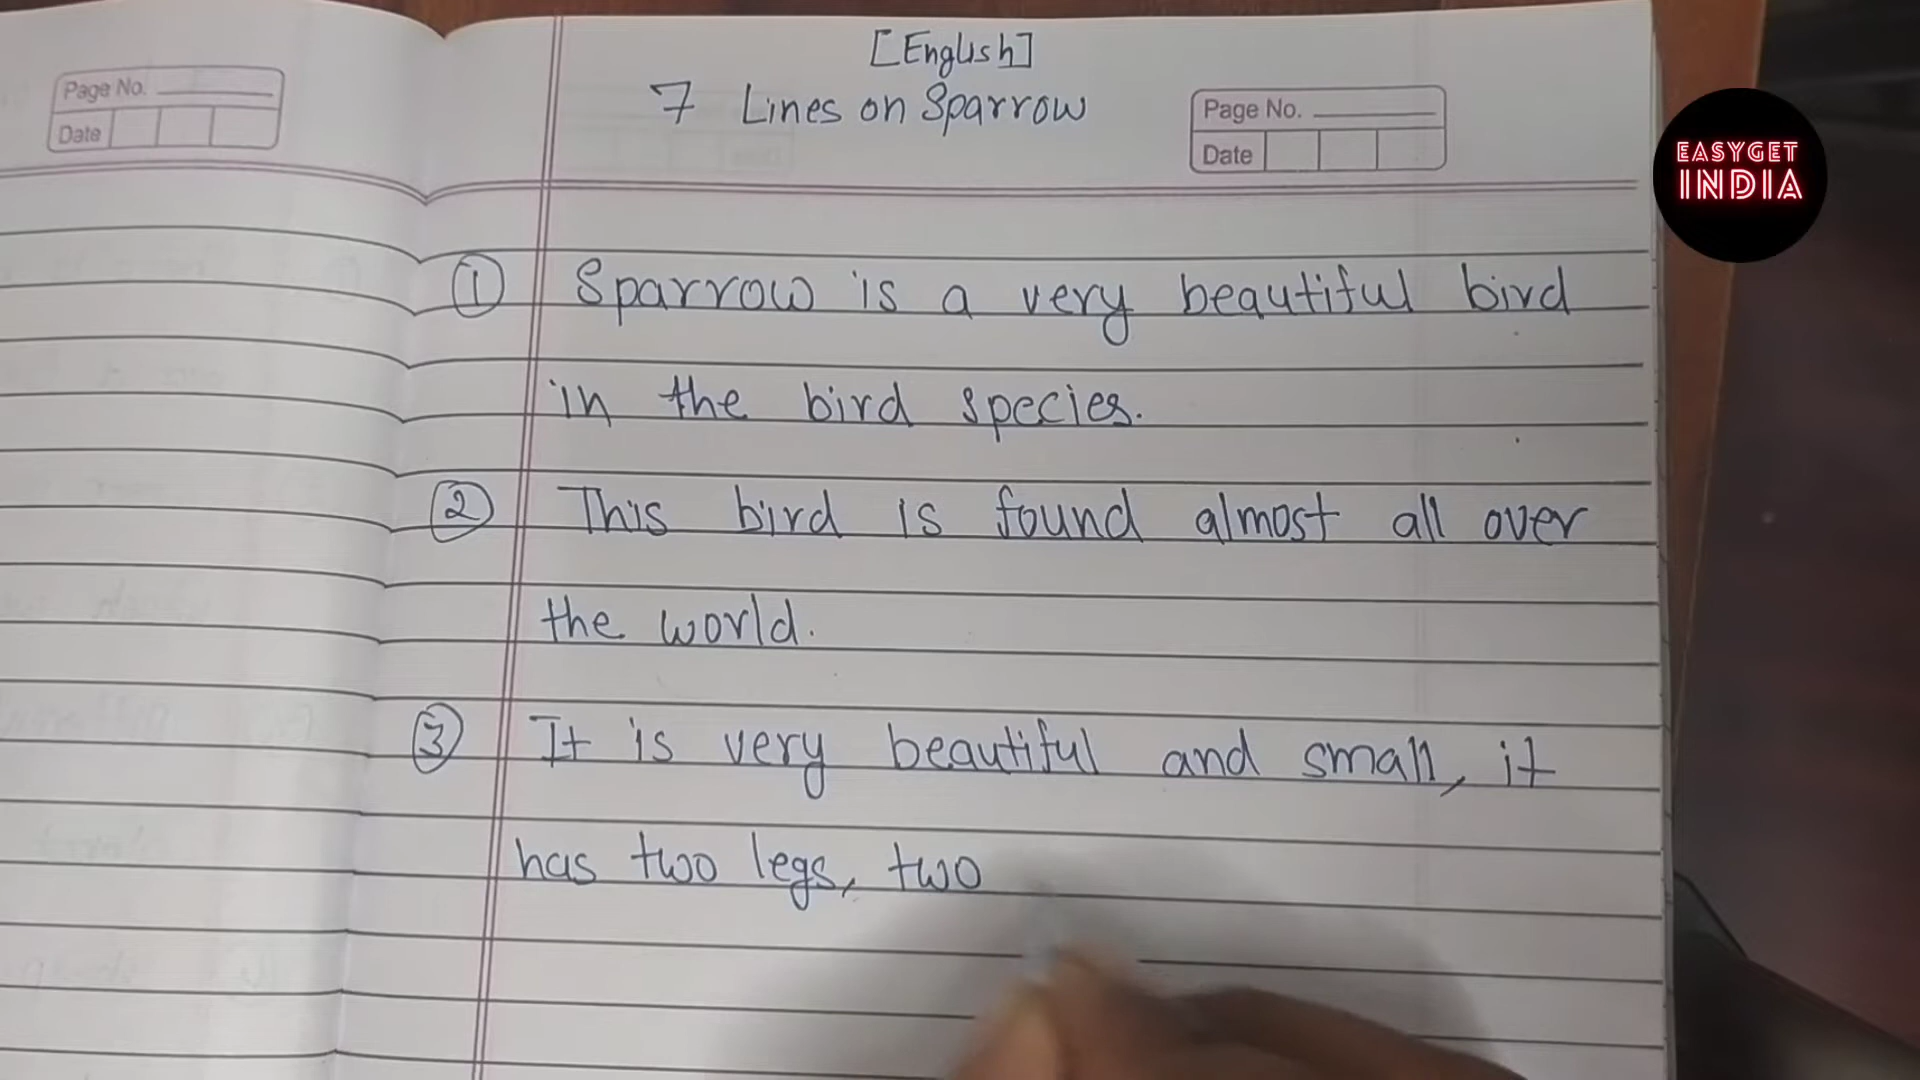 [English]
7 Lines on Sparrow
Page No.
Date
Page No.
Date
EASYGET
INDIA
① Sparrow is a very beautiful bird
in the bird species.
② This bird is found almost all over
the world.
③ It is very beautiful and small, it
has two legs, two